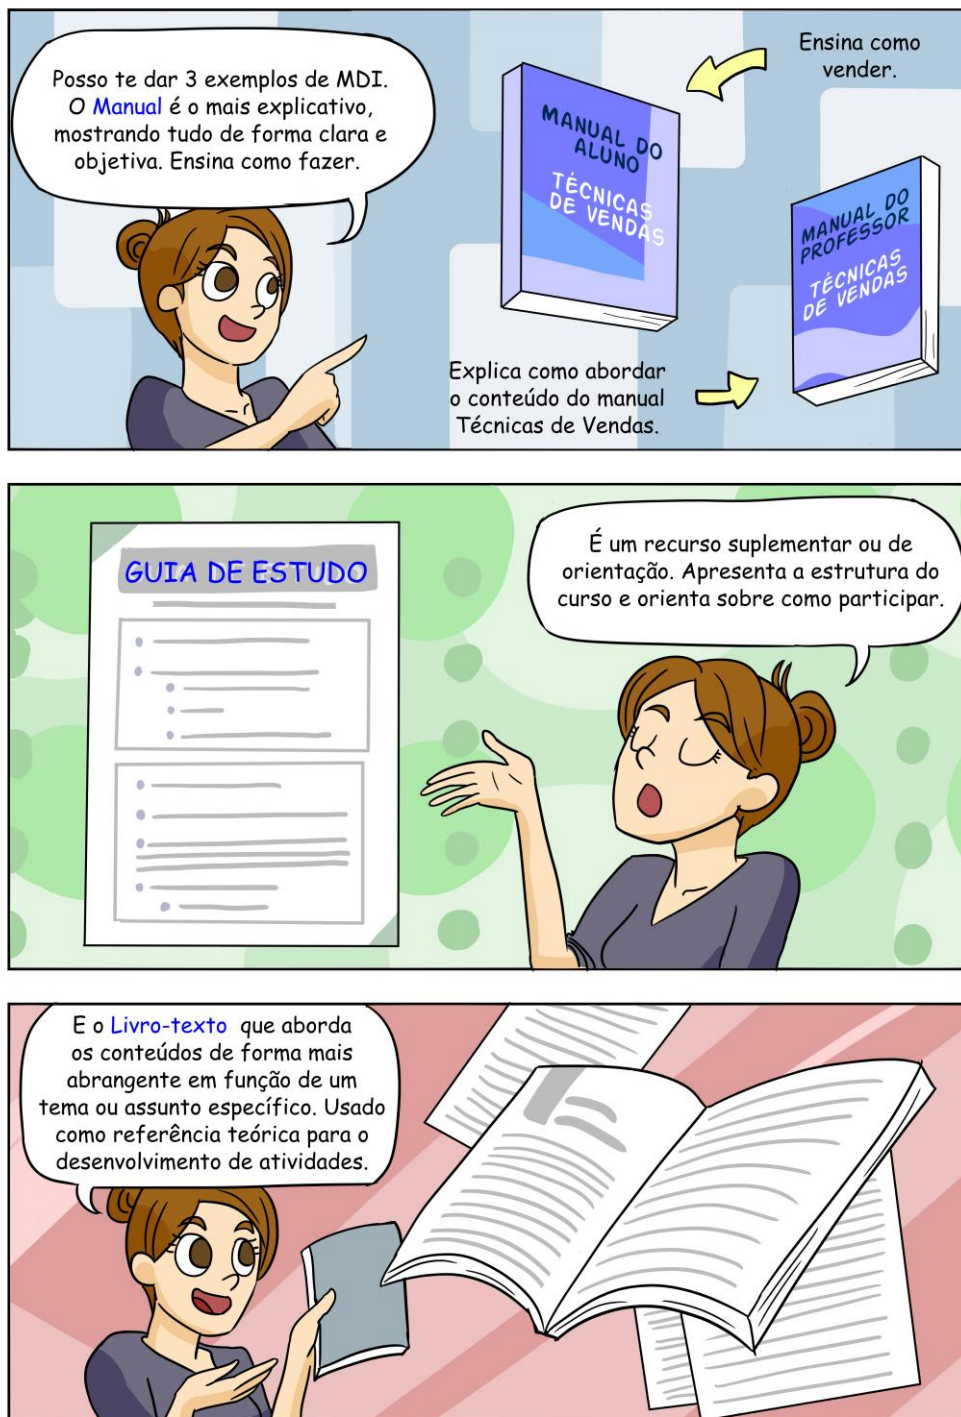 Posso te dar 3 exemplos de MDI.
O Manual é o mais explicativo,
mostrando tudo de forma clara e
objetiva. Ensina como fazer.
Ensina como
vender.
MANUAL DO
ALUNO
TÉCNICAS
DE VENDAS
MANUAL DO
PROFESSOR
TÉCNICAS
DE VENDAS
Explica como abordar
o conteúdo do manual
Técnicas de Vendas.
GUIA DE ESTUDO
É um recurso suplementar ou de
orientação. Apresenta a estrutura do
curso e orienta sobre como participar.
E o Livro-texto que aborda
os conteúdos de forma mais
abrangente em função de um
tema ou assunto específico. Usado
como referência teórica para o
desenvolvimento de atividades.